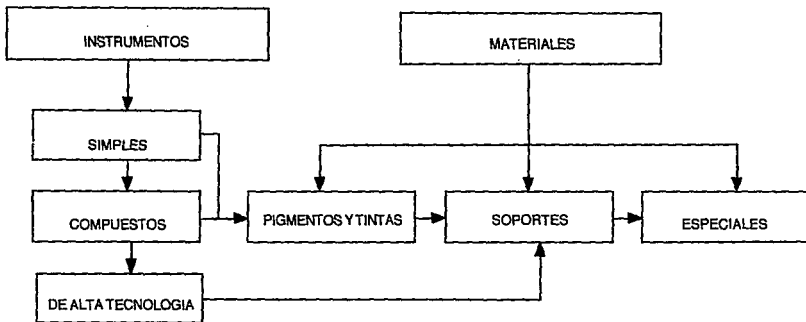 INSTRUMENTOS
MATERIALES
SIMPLES
COMPUESTOS
PIGMENTOS Y TINTAS
SOPORTES
ESPECIALES
DE ALTA TECNOLOGIA